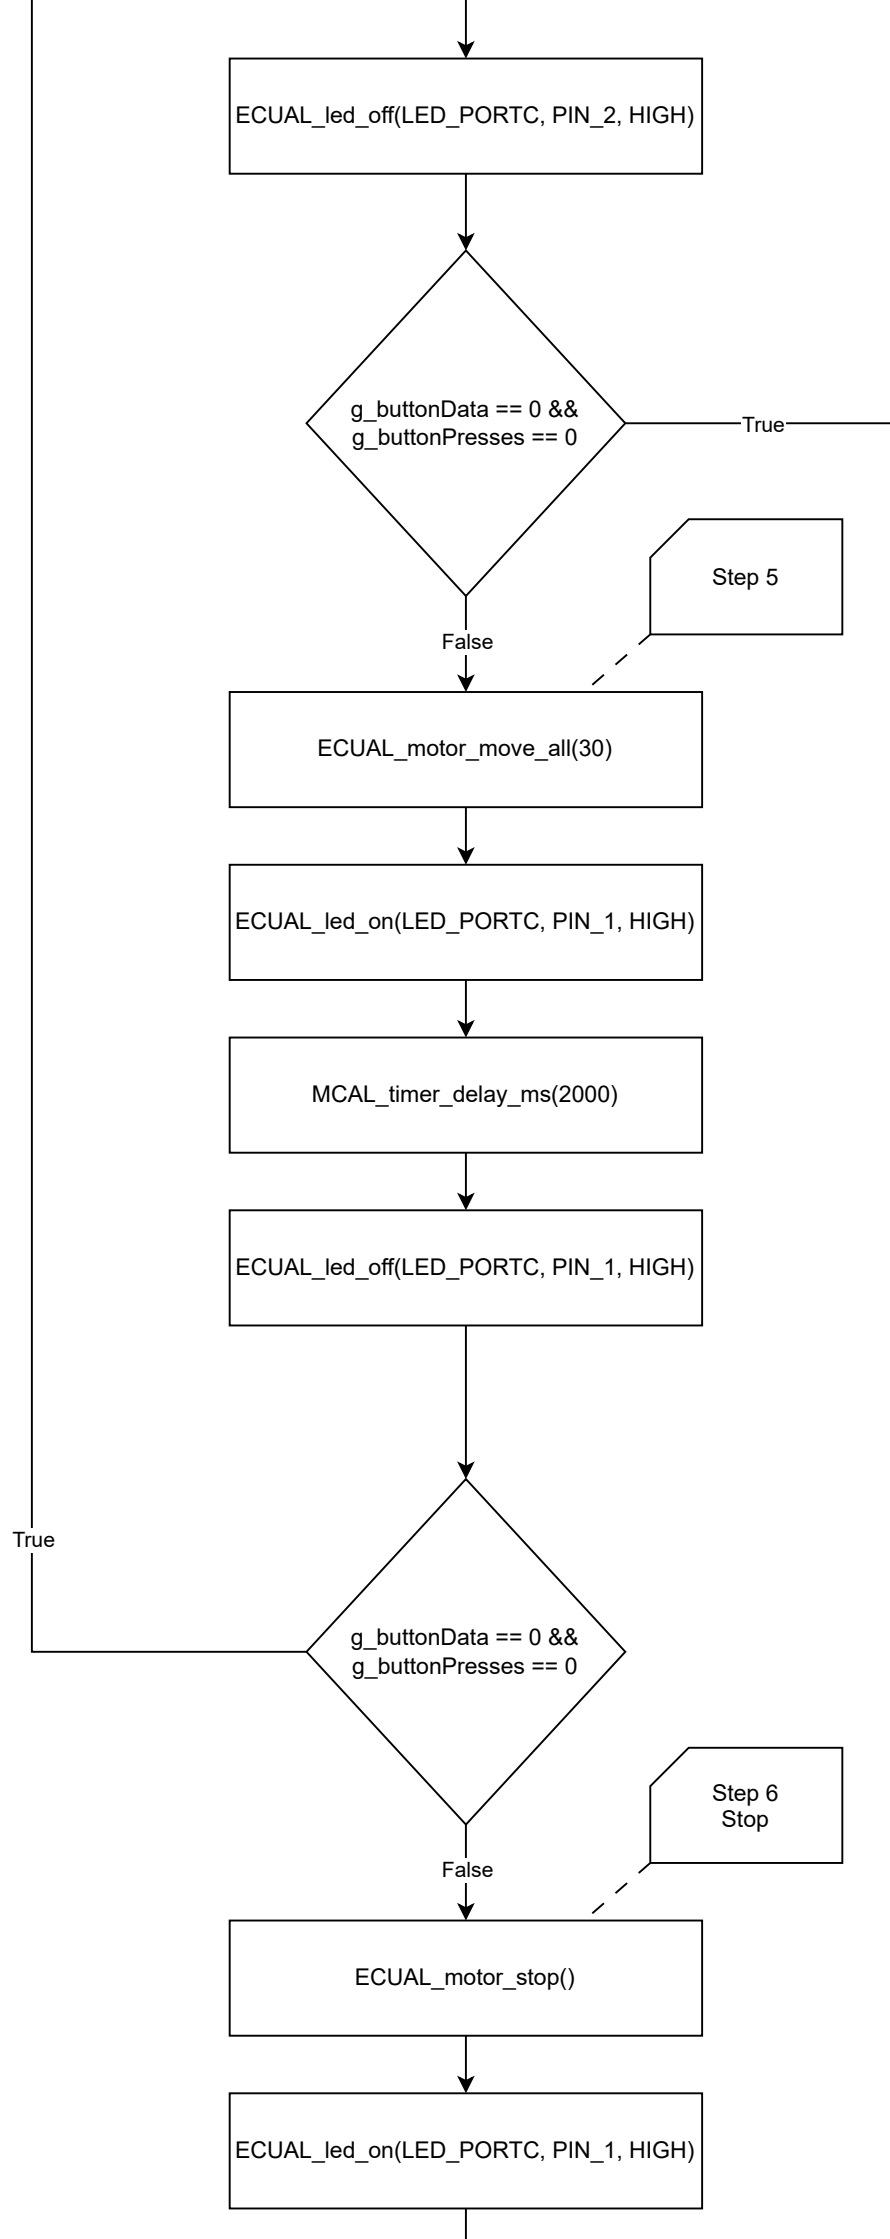 ECUAL_led_off(LED_PORTC, PIN_2, HIGH)
g_buttonData == 0 &&
g_buttonPresses == 0
True
Step 5
False
ECUAL_motor_move_all(30)
ECUAL_led_on(LED_PORTC, PIN_1, HIGH)
MCAL_timer_delay_ms(2000)
ECUAL_led_off(LED_PORTC, PIN_1, HIGH)
True
g_buttonData == 0 &&
g_buttonPresses == 0
Step 6
Stop
False
ECUAL_motor_stop()
ECUAL_led_on(LED_PORTC, PIN_1, HIGH)